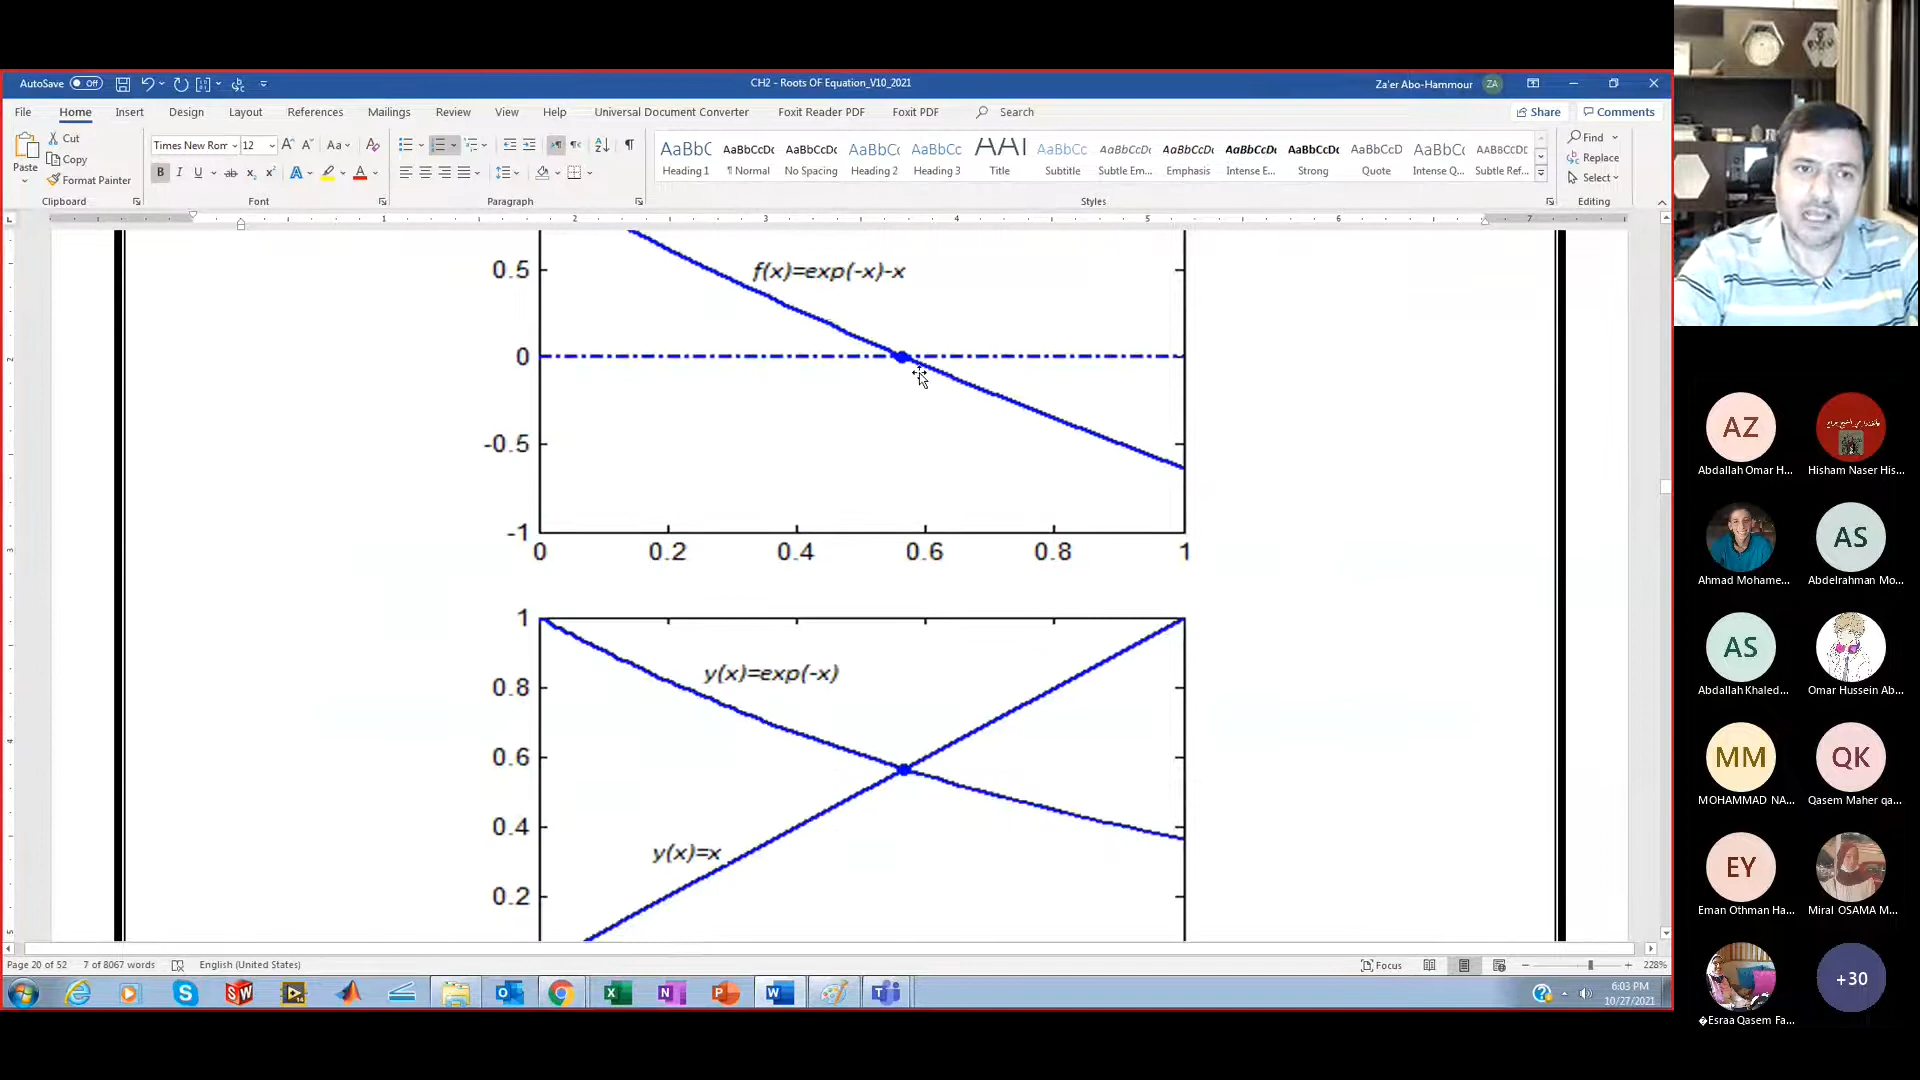 AutoSave Off
CH2 - Roots OF Equation_V10_2021
Za'er Abo-Hammour ZA
File Home Insert Design Layout References Mailings Review View Help Universal Document Converter Foxit Reader PDF Foxit PDF Search
Share Comments
Paste
Cut
Copy
Format Painter
Clipboard
Times New Rom 12
Font
Paragraph
AaBbC AaBbCcDc AaBbCcDc AaBbCc AaBbCc AAI AaBbCc AaBbCcDc AaBbCcDc AaBbCcDc AaBbCcDc AaBbCcD AaBbCc AaBbCcDc
Heading 1 ¶ Normal No Spacing Heading 2 Heading 3 Title Subtitle Subtle Em... Emphasis Intense E... Strong Quote Intense Q... Subtle Ref...
Styles
Find
Replace
Select
Editing
1 2 3 4 5 6 7
0.5
f(x)=exp(-x)-x
0
-0.5
-1
0 0.2 0.4 0.6 0.8 1
1
y(x)=exp(-x)
0.8
0.6
0.4
y(x)=x
0.2
Page 20 of 52 7 of 8067 words English (United States)
Focus 228%
6:03 PM
10/27/2021
AZ
Abdallah Omar H...
Hisham Naser His...
Ahmad Mohame...
AS
Abdelrahman Mo...
AS
Abdallah Khaled...
Omar Hussein Ab...
MM
MOHAMMAD NA...
QK
Qasem Maher qa...
EY
Eman Othman Ha...
Miral OSAMA M...
�Esraa Qasem Fa...
+30